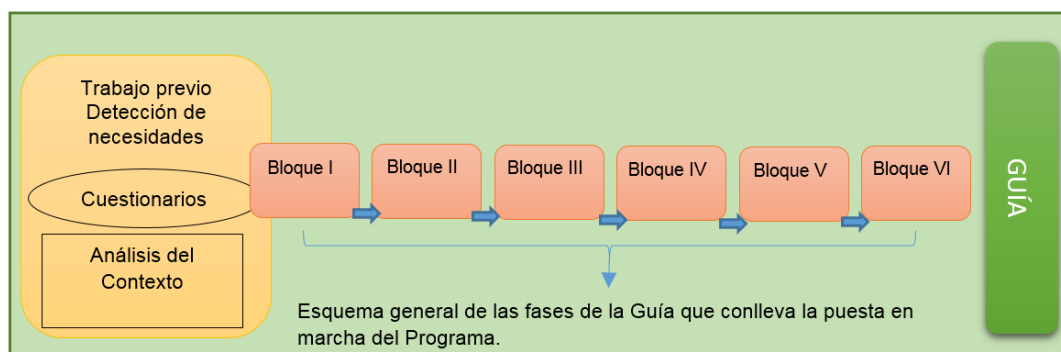 Trabajo previo
Detección de
necesidades
Cuestionarios
Análisis del
Contexto
Bloque I
Bloque II
Bloque III
Bloque IV
Bloque V
Bloque VI
Esquema general de las fases de la Guía que conlleva la puesta en
marcha del Programa.
GUÍA